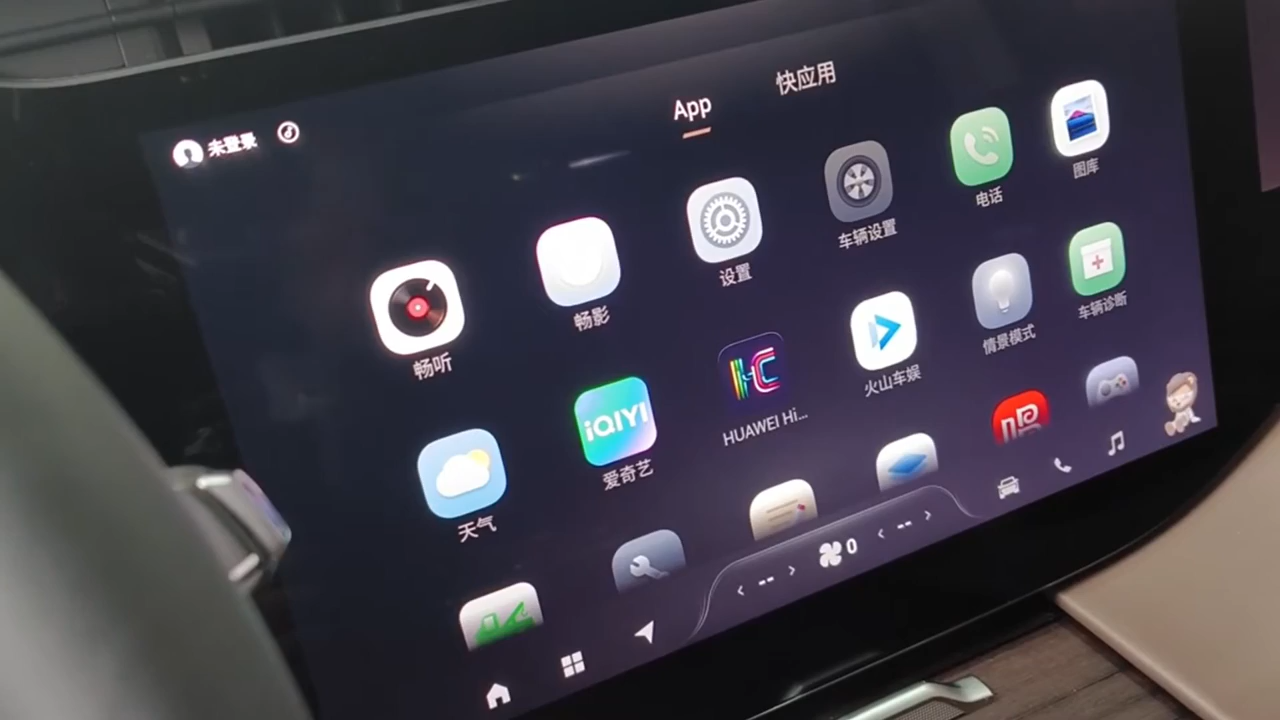 未登录
App
快应用
畅听
畅影
设置
车辆设置
电话
图库
天气
iQIYI
爱奇艺
HC
HUAWEI Hi...
火山车娱
情景模式
车辆诊断
< -- >
0
< -- >